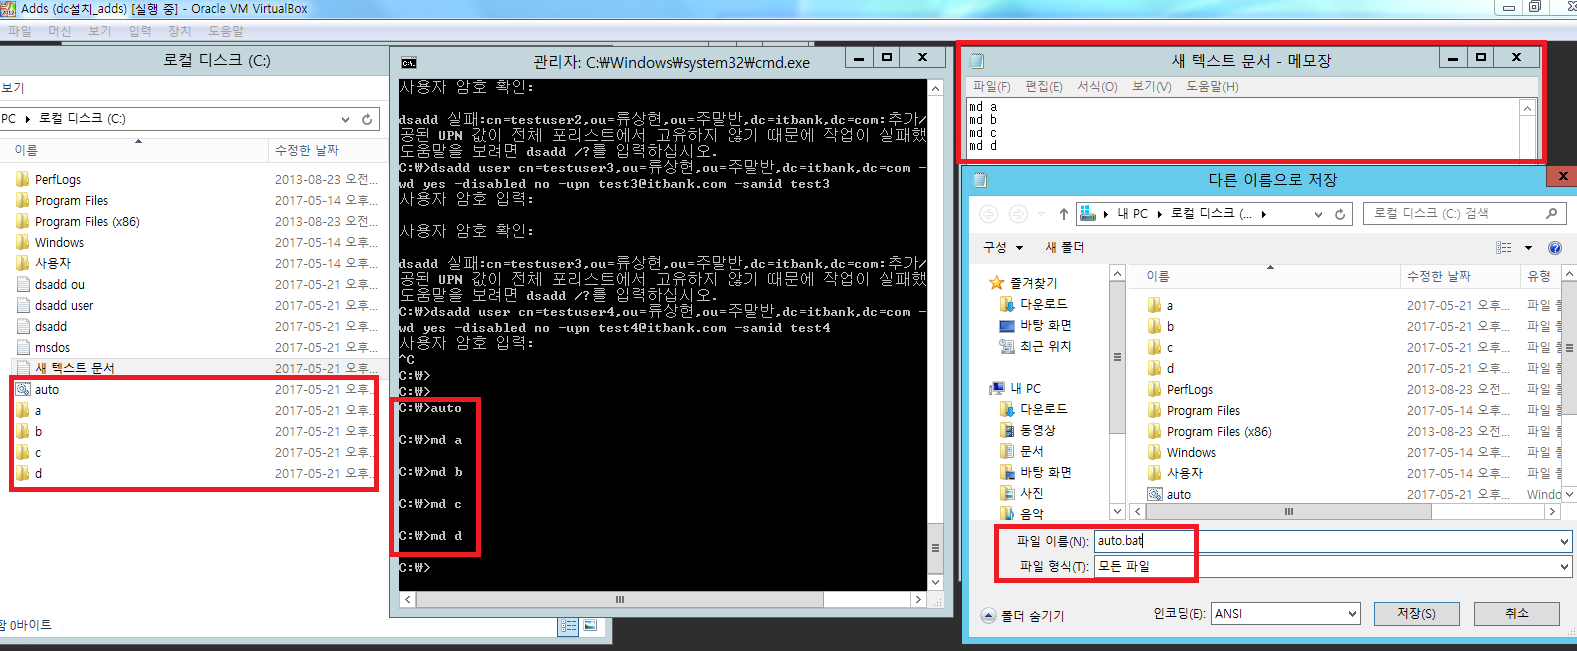 Adds (dc설치_adds) [실행 중] - Oracle VM VirtualBox
파일 머신 보기 입력 장치 도움말
로컬 디스크 (C:)
보기
PC ▸ 로컬 디스크 (C:)
이름 수정한 날짜
PerfLogs 2013-08-23 오전...
Program Files 2017-05-14 오후...
Program Files (x86) 2013-08-23 오전...
Windows 2017-05-14 오후...
사용자 2017-05-14 오후...
dsadd ou 2017-05-21 오후...
dsadd user 2017-05-21 오후...
dsadd 2017-05-21 오후...
msdos 2017-05-21 오후...
새 텍스트 문서 2017-05-21 오후...
auto 2017-05-21 오후...
a 2017-05-21 오후...
b 2017-05-21 오후...
c 2017-05-21 오후...
d 2017-05-21 오후...
함 0바이트
관리자: C:\Windows\system32\cmd.exe
사용자 암호 확인:
dsadd 실패:cn=testuser2,ou=류상현,ou=주말반,dc=itbank,dc=com:추가/
공된 UPN 값이 전체 포리스트에서 고유하지 않기 때문에 작업이 실패했
도움말을 보려면 dsadd /?를 입력하십시오.
C:\>dsadd user cn=testuser3,ou=류상현,ou=주말반,dc=itbank,dc=com -
wd yes -disabled no -upn test3@itbank.com -samid test3
사용자 암호 입력:
사용자 암호 확인:
dsadd 실패:cn=testuser3,ou=류상현,ou=주말반,dc=itbank,dc=com:추가/
공된 UPN 값이 전체 포리스트에서 고유하지 않기 때문에 작업이 실패했
도움말을 보려면 dsadd /?를 입력하십시오.
C:\>dsadd user cn=testuser4,ou=류상현,ou=주말반,dc=itbank,dc=com -
wd yes -disabled no -upn test4@itbank.com -samid test4
사용자 암호 입력:
^C
C:\>
C:\>
C:\>auto
C:\>md a
C:\>md b
C:\>md c
C:\>md d
C:\>
새 텍스트 문서 - 메모장
파일(F) 편집(E) 서식(O) 보기(V) 도움말(H)
md a
md b
md c
md d
다른 이름으로 저장
내 PC ▸ 로컬 디스크 (... ▸
로컬 디스크 (C:) 검색
구성 새 폴더
즐겨찾기
다운로드
바탕 화면
최근 위치
내 PC
다운로드
동영상
문서
바탕 화면
사진
음악
이름 수정한 날짜 유형
a 2017-05-21 오후... 파일 폴
b 2017-05-21 오후... 파일 폴
c 2017-05-21 오후... 파일 폴
d 2017-05-21 오후... 파일 폴
PerfLogs 2013-08-23 오전... 파일 폴
Program Files 2017-05-14 오후... 파일 폴
Program Files (x86) 2013-08-23 오전... 파일 폴
Windows 2017-05-14 오후... 파일 폴
사용자 2017-05-14 오후... 파일 폴
auto 2017-05-21 오후... Windo
파일 이름(N): auto.bat
파일 형식(T): 모든 파일
폴더 숨기기
인코딩(E): ANSI
저장(S)
취소